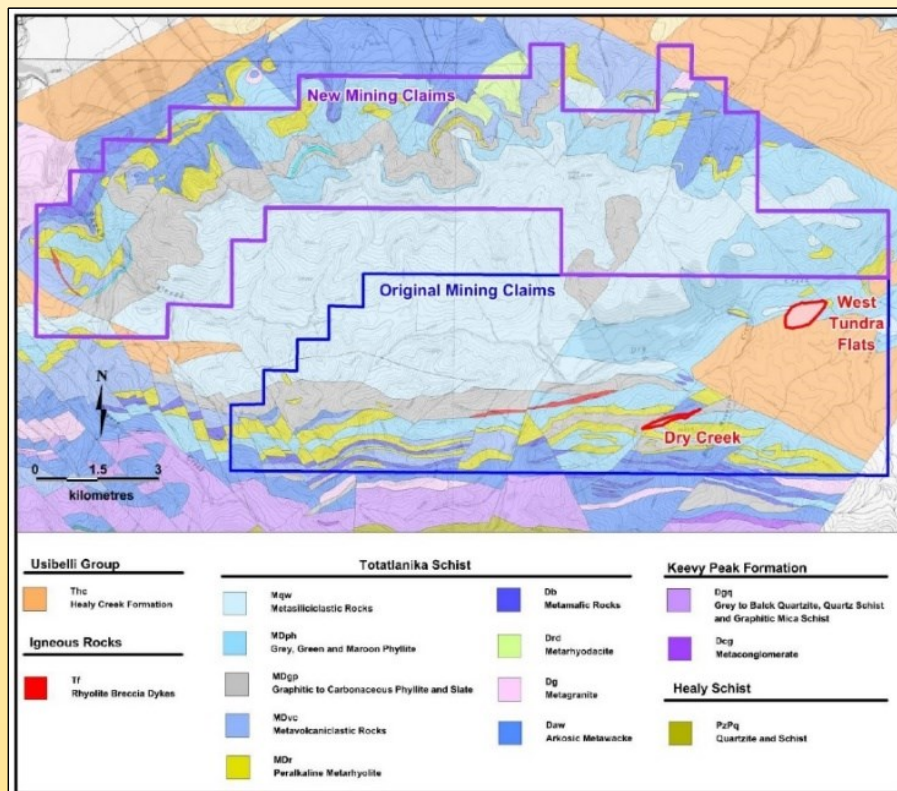 New Mining Claims
Original Mining Claims
West
Tundra
Flats
Dry Creek
N
0 1.5 3
kilometres
Usibelli Group
Thc
Healy Creek Formation
Igneous Rocks
Tf
Rhyolite Breccia Dykes
Totatlanika Schist
Mqw
Metasiliciclastic Rocks
MDph
Grey, Green and Maroon Phyllite
MDgp
Graphitic to Carbonaceous Phyllite and Slate
MDvc
Metavolcaniclastic Rocks
MDr
Peralkaline Metarhyolite
Db
Metamafic Rocks
Drd
Metarhyodacite
Dg
Metagranite
Daw
Arkosic Metawacke
Keevy Peak Formation
Dgq
Grey to Balck Quartzite, Quartz Schist
and Graphitic Mica Schist
Dcg
Metaconglomerate
Healy Schist
PzPq
Quartzite and Schist